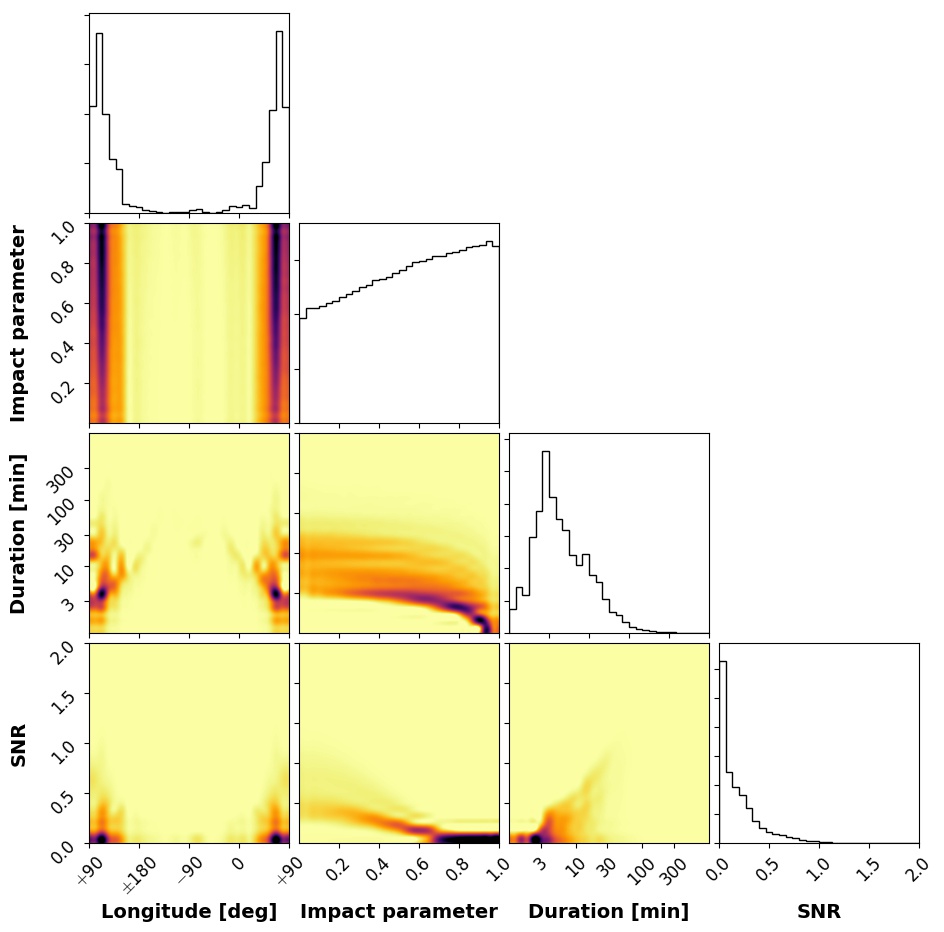 Impact parameter
1.0
0.8
0.6
0.4
0.2
Duration [min]
300
100
30
10
3
SNR
2.0
1.5
1.0
0.5
0.0
+90 ±180 −90 0 +90
0.2 0.4 0.6 0.8 1.0
3 10 30 100 300
0.0 0.5 1.0 1.5 2.0
Longitude [deg] Impact parameter Duration [min] SNR